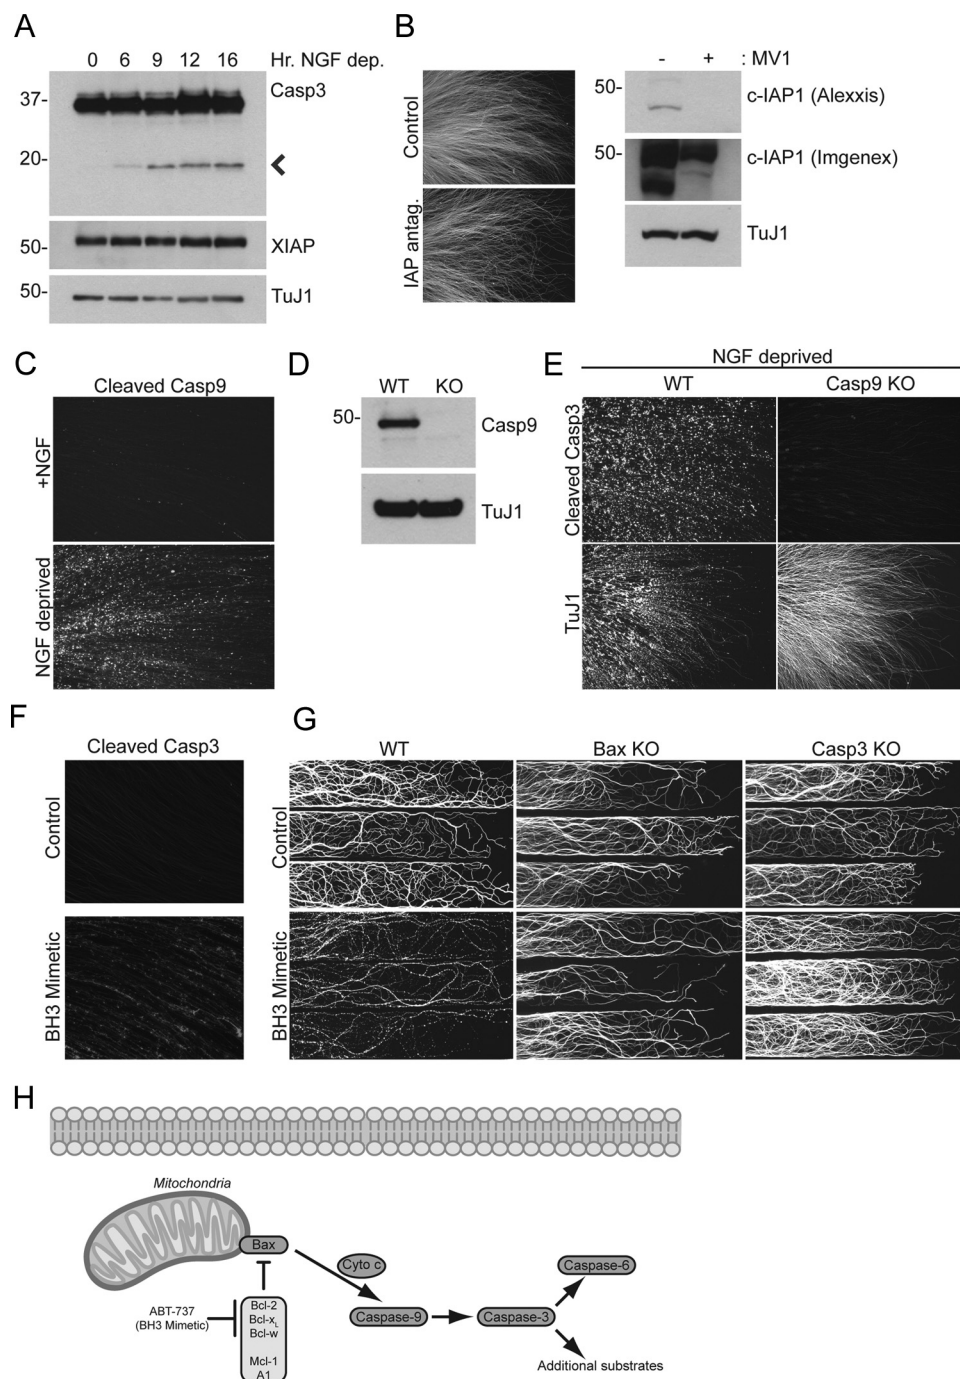 A
0 6 9 12 16 Hr. NGF dep.
37-
Casp3
20-
50-
XIAP
50-
TuJ1
B
Control
IAP antag.
- + : MV1
50-
c-IAP1 (Alexxis)
50-
c-IAP1 (Imgenex)
TuJ1
C
Cleaved Casp9
+NGF
NGF deprived
D
WT KO
50-
Casp9
TuJ1
E
NGF deprived
WT Casp9 KO
Cleaved Casp3
TuJ1
F
Cleaved Casp3
Control
BH3 Mimetic
G
WT Bax KO Casp3 KO
Control
BH3 Mimetic
H
Mitochondria
Bax
Cyto c
Caspase-6
Caspase-9
Caspase-3
ABT-737
(BH3 Mimetic)
Bcl-2
Bcl-xL
Bcl-w
Mcl-1
A1
Additional substrates